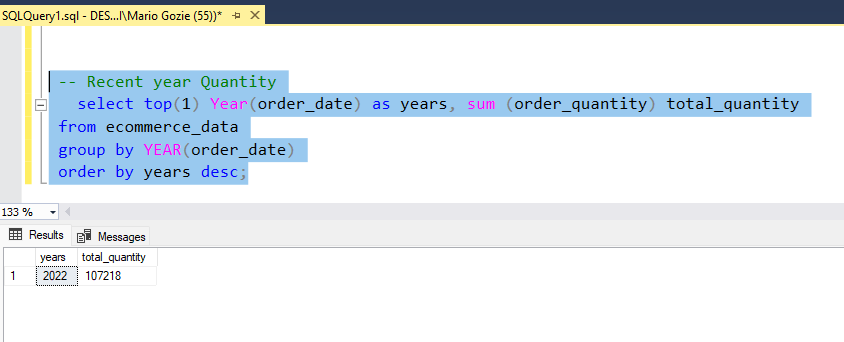 SQLQuery1.sql - DES...I\Mario Gozie (55))*
-- Recent year Quantity
select top(1) Year(order_date) as years, sum (order_quantity) total_quantity
from ecommerce_data
group by YEAR(order_date)
order by years desc;
133 %
Results Messages
years total_quantity
1 2022 107218